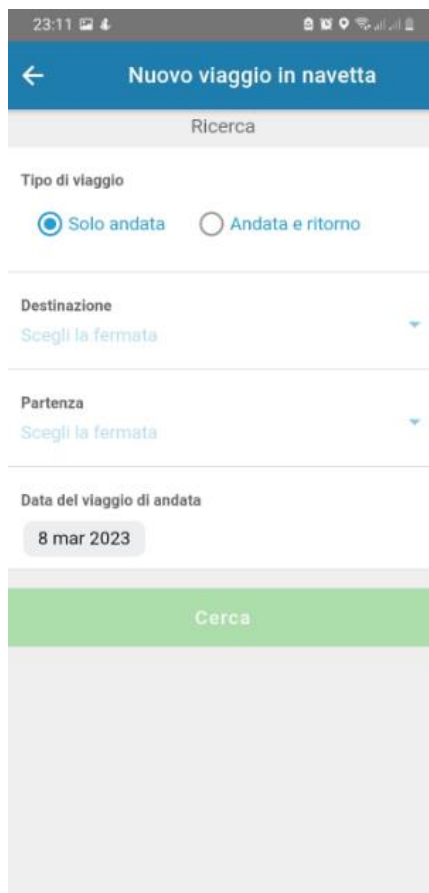 23:11
Nuovo viaggio in navetta
Ricerca
Tipo di viaggio
Solo andata Andata e ritorno
Destinazione
Scegli la fermata
Partenza
Scegli la fermata
Data del viaggio di andata
8 mar 2023
Cerca